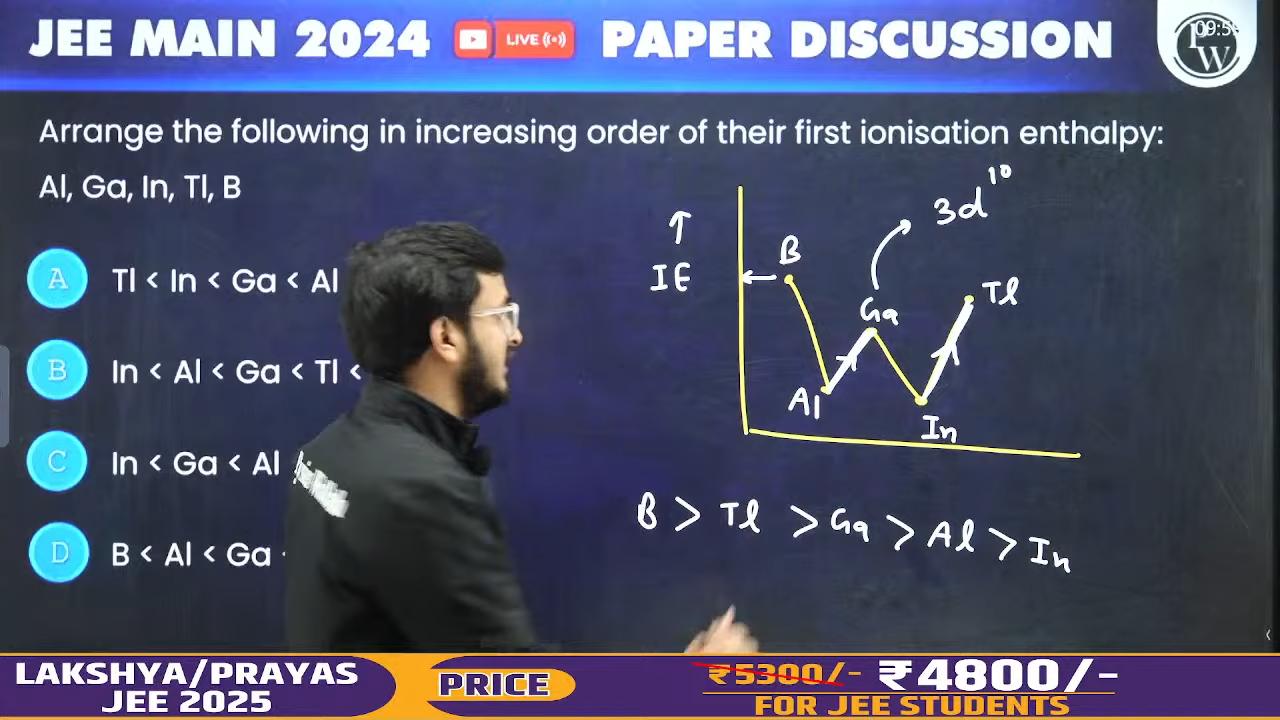 JEE MAIN 2024 LIVE PAPER DISCUSSION
09:5
PW
Arrange the following in increasing order of their first ionisation enthalpy:
Al, Ga, In, Tl, B
A Tl < In < Ga < Al
B In < Al < Ga < Tl <
C In < Ga < Al
D B < Al < Ga
↑
IE
B
3d¹⁰
Ga
Tl
Al
In
B > Tl > Ga > Al > In
LAKSHYA/PRAYAS
JEE 2025
PRICE
₹5300/- ₹4800/-
FOR JEE STUDENTS